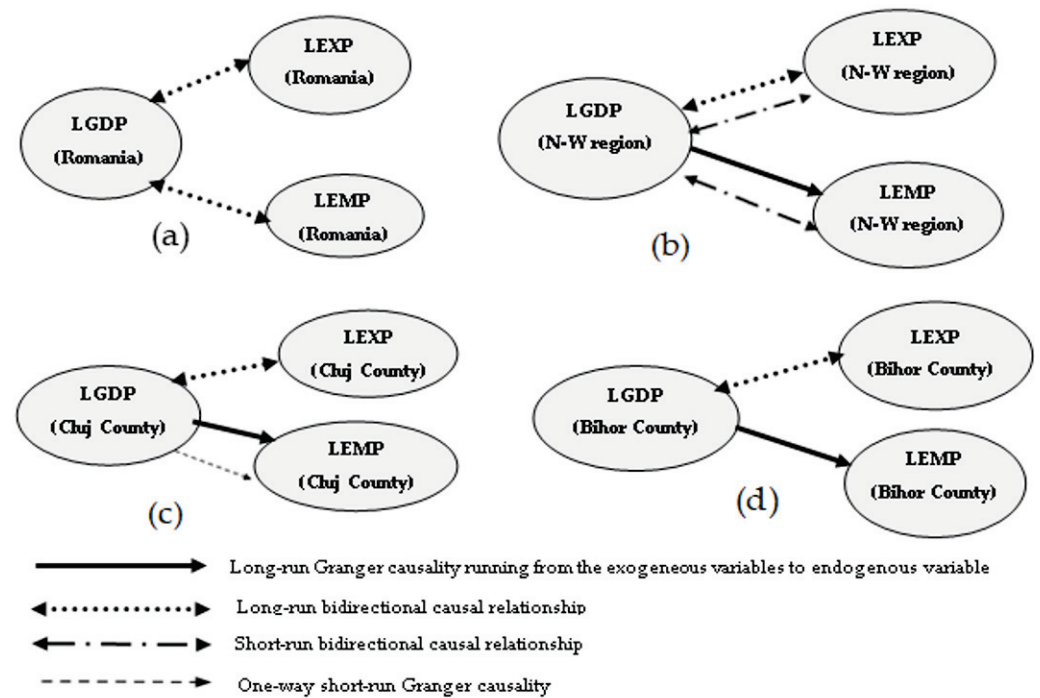 LEXP
(Romania)
LGDP
(Romania)
LEMP
(Romania)
(a)
LEXP
(N-W region)
LGDP
(N-W region)
LEMP
(N-W region)
(b)
LEXP
(Cluj County)
LGDP
(Cluj County)
LEMP
(Cluj County)
(c)
LEXP
(Bihor County)
LGDP
(Bihor County)
LEMP
(Bihor County)
(d)
Long-run Granger causality running from the exogeneous variables to endogenous variable
Long-run bidirectional causal relationship
Short-run bidirectional causal relationship
One-way short-run Granger causality